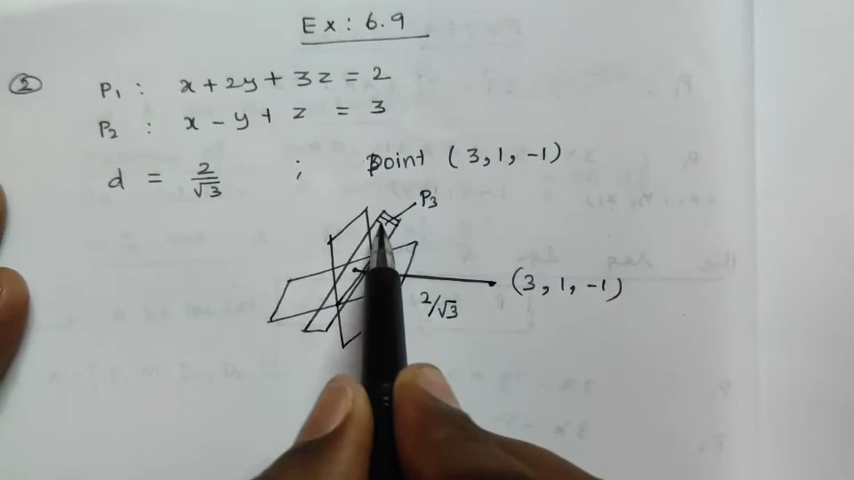 Ex: 6.9
② P₁ : x + 2y + 3z = 2
P₂ : x - y + z = 3
d = 2/√3 ; point (3, 1, -1)
P₃
(3, 1, -1)
2/√3